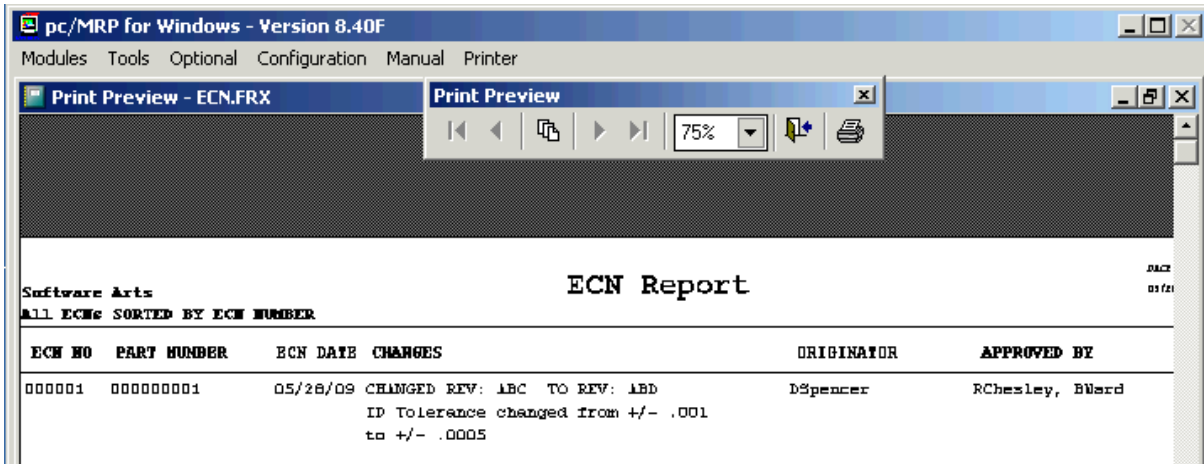 pc/MRP for Windows - Version 8.40F
Modules Tools Optional Configuration Manual Printer
Print Preview - ECN.FRX
Print Preview
75%
ECN Report
Software Arts
All ECNs SORTED BY ECN NUMBER
ECN NO PART NUMBER ECN DATE CHANGES ORIGINATOR APPROVED BY
000001 000000001 05/28/09 CHANGED REV: ABC TO REV: ABD DSpencer RChesley, BWard
ID Tolerance changed from +/- .001
to +/- .0005